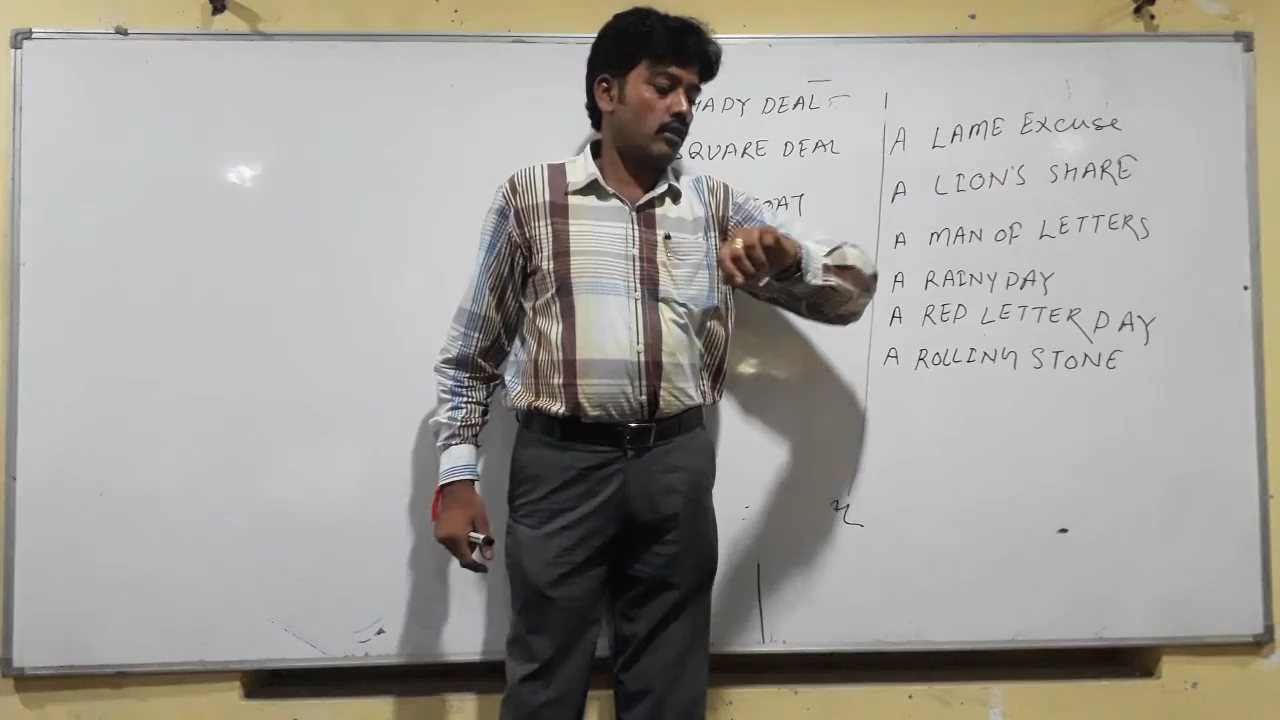 DEAL
SQUARE DEAL
A LAME Excuse
A LION'S SHARE
A MAN OF LETTERS
A RAINY DAY
A RED LETTER DAY
A ROLLING STONE